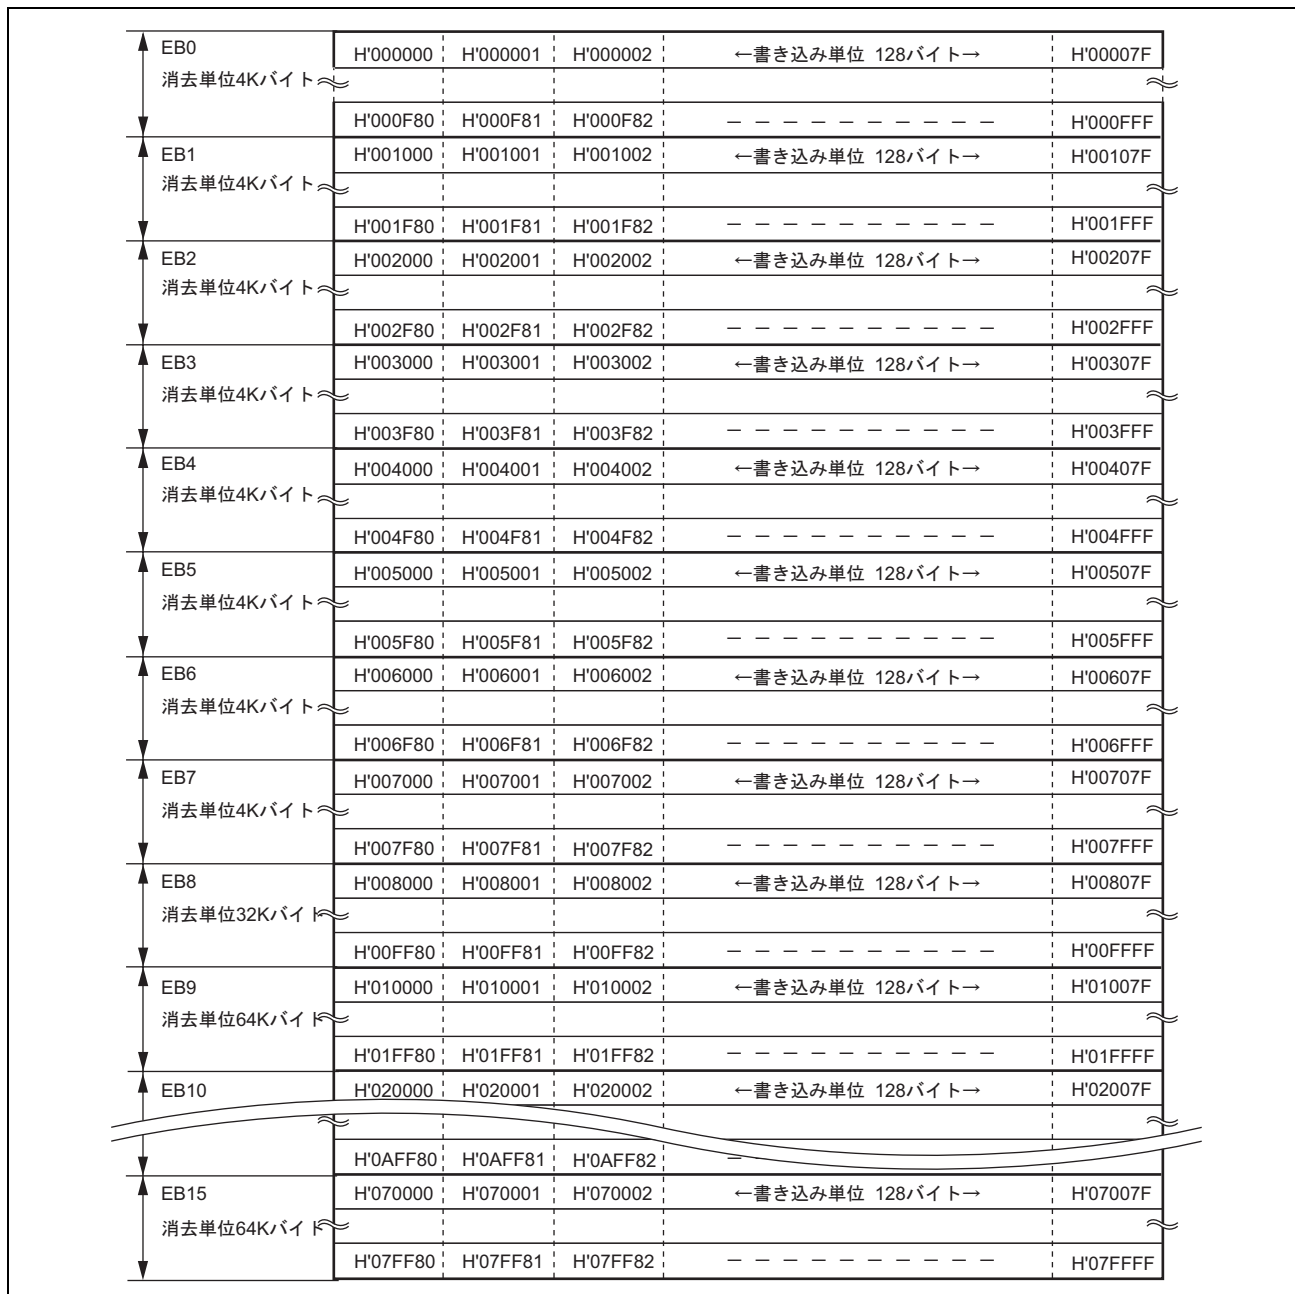 EB0 H'000000 H'000001 H'000002 ←書き込み単位 128バイト→ H'00007F
消去単位4Kバイト
H'000F80 H'000F81 H'000F82 － － － － － － － － － － H'000FFF
EB1 H'001000 H'001001 H'001002 ←書き込み単位 128バイト→ H'00107F
消去単位4Kバイト
H'001F80 H'001F81 H'001F82 － － － － － － － － － － H'001FFF
EB2 H'002000 H'002001 H'002002 ←書き込み単位 128バイト→ H'00207F
消去単位4Kバイト
H'002F80 H'002F81 H'002F82 － － － － － － － － － － H'002FFF
EB3 H'003000 H'003001 H'003002 ←書き込み単位 128バイト→ H'00307F
消去単位4Kバイト
H'003F80 H'003F81 H'003F82 － － － － － － － － － － H'003FFF
EB4 H'004000 H'004001 H'004002 ←書き込み単位 128バイト→ H'00407F
消去単位4Kバイト
H'004F80 H'004F81 H'004F82 － － － － － － － － － － H'004FFF
EB5 H'005000 H'005001 H'005002 ←書き込み単位 128バイト→ H'00507F
消去単位4Kバイト
H'005F80 H'005F81 H'005F82 － － － － － － － － － － H'005FFF
EB6 H'006000 H'006001 H'006002 ←書き込み単位 128バイト→ H'00607F
消去単位4Kバイト
H'006F80 H'006F81 H'006F82 － － － － － － － － － － H'006FFF
EB7 H'007000 H'007001 H'007002 ←書き込み単位 128バイト→ H'00707F
消去単位4Kバイト
H'007F80 H'007F81 H'007F82 － － － － － － － － － － H'007FFF
EB8 H'008000 H'008001 H'008002 ←書き込み単位 128バイト→ H'00807F
消去単位32Kバイト
H'00FF80 H'00FF81 H'00FF82 － － － － － － － － － － H'00FFFF
EB9 H'010000 H'010001 H'010002 ←書き込み単位 128バイト→ H'01007F
消去単位64Kバイト
H'01FF80 H'01FF81 H'01FF82 － － － － － － － － － － H'01FFFF
EB10 H'020000 H'020001 H'020002 ←書き込み単位 128バイト→ H'02007F
H'0AFF80 H'0AFF81 H'0AFF82 －
EB15 H'070000 H'070001 H'070002 ←書き込み単位 128バイト→ H'07007F
消去単位64Kバイト
H'07FF80 H'07FF81 H'07FF82 － － － － － － － － － － H'07FFFF